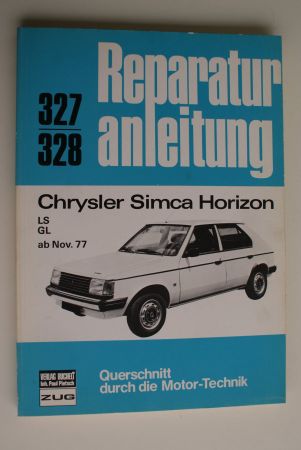 Reparatur
anleitung
327
328
Chrysler Simca Horizon
LS
GL
ab Nov. 77
Querschnitt
durch die Motor-Technik
VERLAG BUCHELI
Inh. Paul Pietsch
ZUG